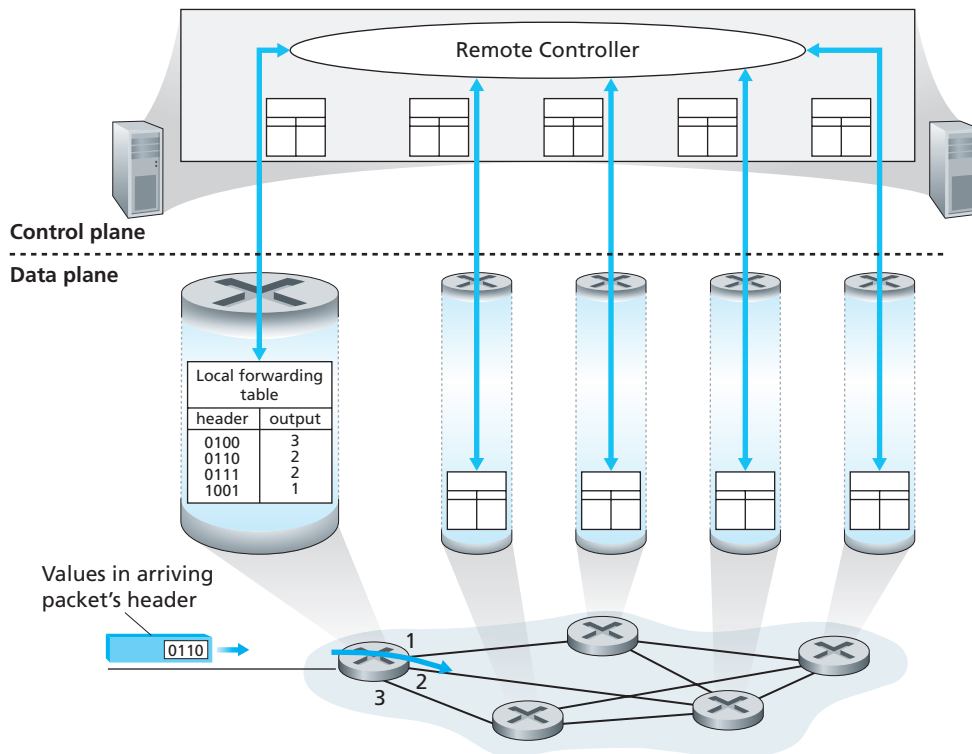 Remote Controller
Control plane
Data plane
Local forwarding
table
header output
0100 3
0110 2
0111 2
1001 1
Values in arriving
packet's header
0110
1
2
3